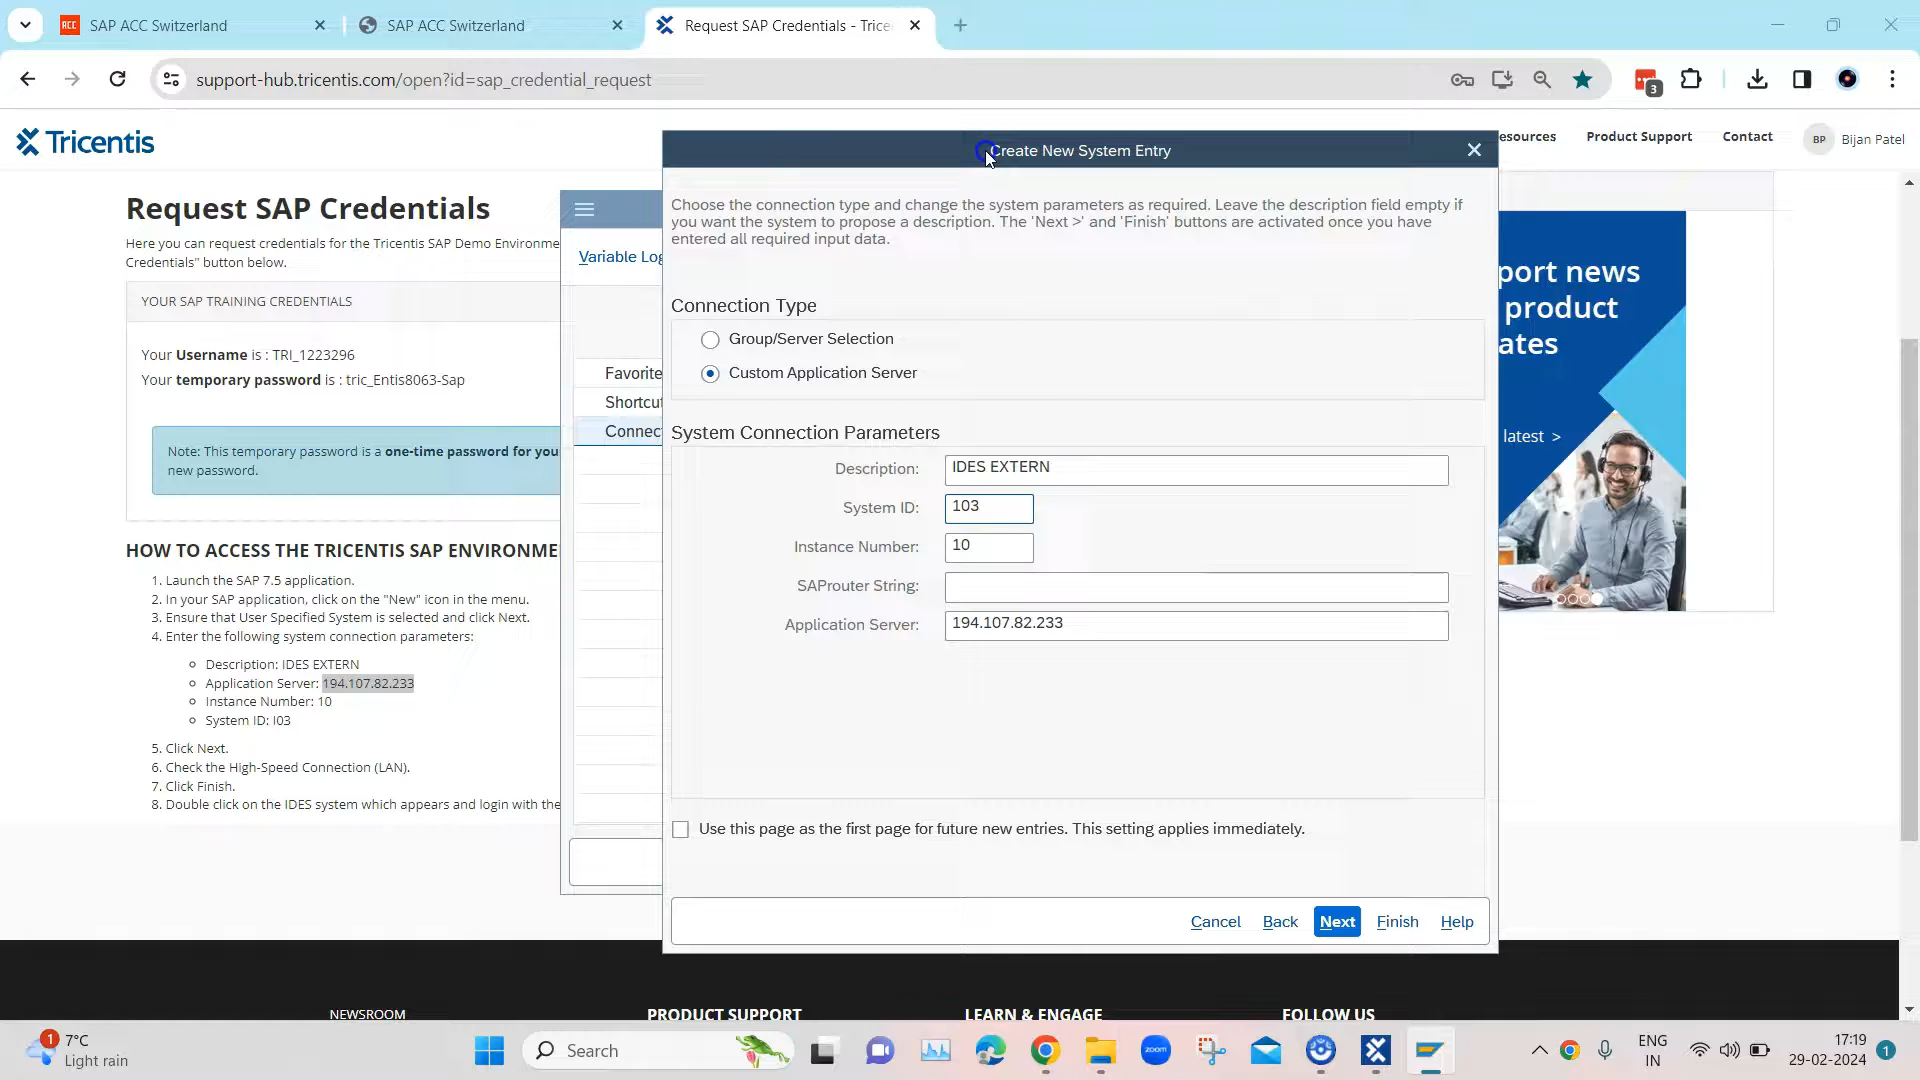 SAP ACC Switzerland
SAP ACC Switzerland
Request SAP Credentials - Trice
support-hub.tricentis.com/open?id=sap_credential_request
3
Tricentis
esources
Product Support
Contact
BP
Bijan Patel
Create New System Entry
Request SAP Credentials
Here you can request credentials for the Tricentis SAP Demo Environme
Credentials" button below.
YOUR SAP TRAINING CREDENTIALS
Your Username is : TRI_1223296
Your temporary password is : tric_Entis8063-Sap
Note: This temporary password is a one-time password for you
new password.
HOW TO ACCESS THE TRICENTIS SAP ENVIRONME
1. Launch the SAP 7.5 application.
2. In your SAP application, click on the "New" icon in the menu.
3. Ensure that User Specified System is selected and click Next.
4. Enter the following system connection parameters:
Description: IDES EXTERN
Application Server: 194.107.82.233
Instance Number: 10
System ID: I03
5. Click Next.
6. Check the High-Speed Connection (LAN).
7. Click Finish.
8. Double click on the IDES system which appears and login with the
Variable Log
Favorite
Shortcut
Connec
Choose the connection type and change the system parameters as required. Leave the description field empty if
you want the system to propose a description. The 'Next >' and 'Finish' buttons are activated once you have
entered all required input data.
Connection Type
Group/Server Selection
Custom Application Server
System Connection Parameters
Description: IDES EXTERN
System ID: 103
Instance Number: 10
SAProuter String:
Application Server: 194.107.82.233
Use this page as the first page for future new entries. This setting applies immediately.
Cancel Back Next Finish Help
port news
product
ates
latest >
NEWSROOM
PRODUCT SUPPORT
LEARN & ENGAGE
FOLLOW US
1
7°C
Light rain
Search
zoom
ENG
IN
17:19
29-02-2024
1